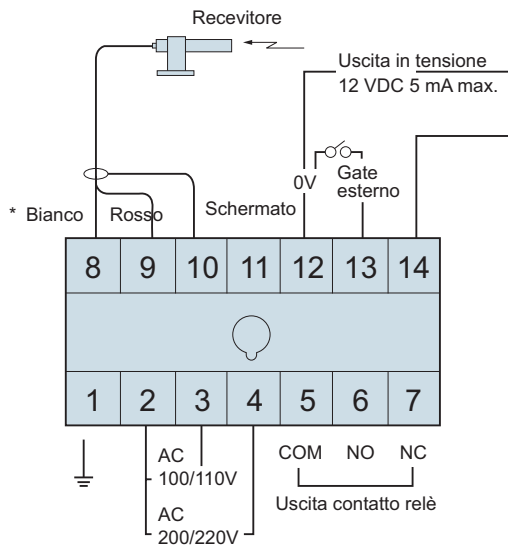 Recevitore
Uscita in tensione
12 VDC 5 mA max.
0V
Gate
esterno
* Bianco Rosso Schermato
8 9 10 11 12 13 14
1 2 3 4 5 6 7
AC
100/110V
COM NO NC
AC
200/220V
Uscita contatto relè